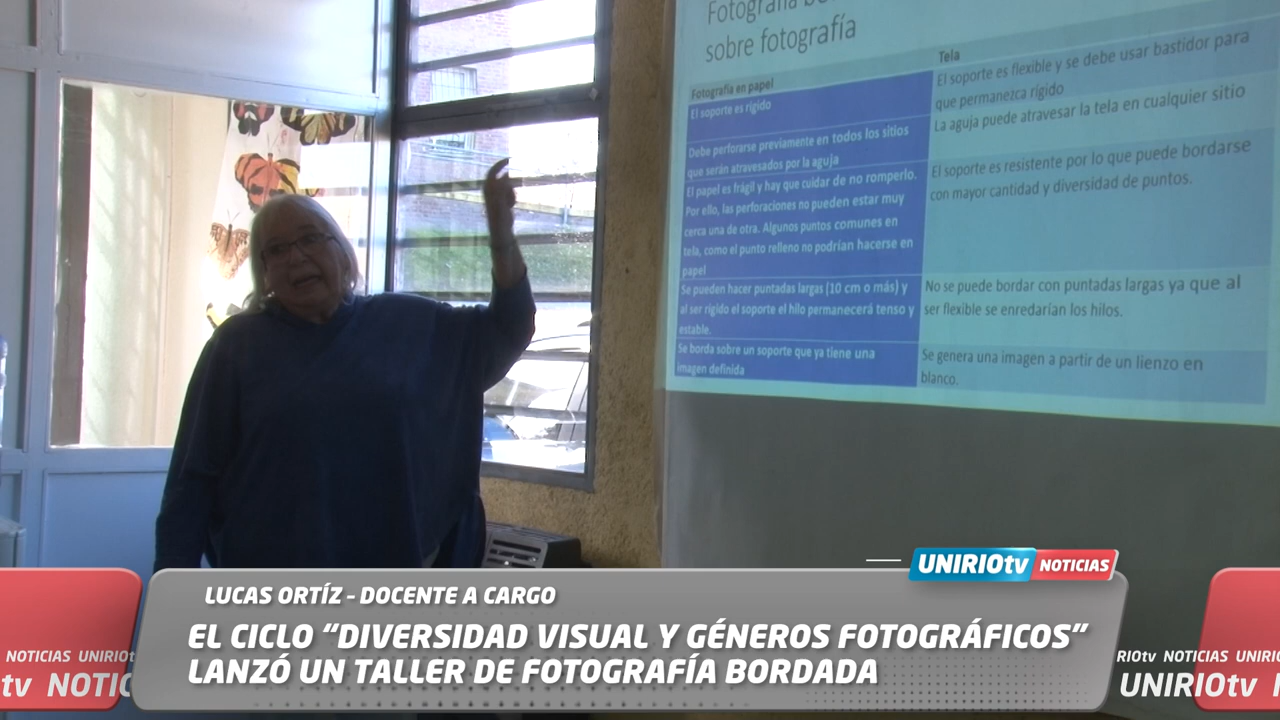 Fotografía
sobre fotografía
Fotografía en papel
El soporte es rígido
Debe perforarse previamente en todos los sitios
que serán atravesados por la aguja
El papel es frágil y hay que cuidar de no romperlo.
Por ello, las perforaciones no pueden estar muy
cerca una de otra. Algunos puntos comunes en
tela, como el punto relleno no podrían hacerse en
papel
Se pueden hacer puntadas largas (10 cm o más) y
al ser rígido el soporte el hilo permanecerá tenso y
estable.
Se borda sobre un soporte que ya tiene una
imagen definida
Tela
El soporte es flexible y se debe usar bastidor para
que permanezca rígido
La aguja puede atravesar la tela en cualquier sitio
El soporte es resistente por lo que puede bordarse
con mayor cantidad y diversidad de puntos.
No se puede bordar con puntadas largas ya que al
ser flexible se enredarían los hilos.
Se genera una imagen a partir de un lienzo en
blanco.
UNIRIOtv NOTICIAS
LUCAS ORTÍZ - DOCENTE A CARGO
EL CICLO “DIVERSIDAD VISUAL Y GÉNEROS FOTOGRÁFICOS”
LANZÓ UN TALLER DE FOTOGRAFÍA BORDADA
NOTICIAS UNIRIOt
tv NOTIC
RIOtv NOTICIAS UNIRIO
UNIRIOtv